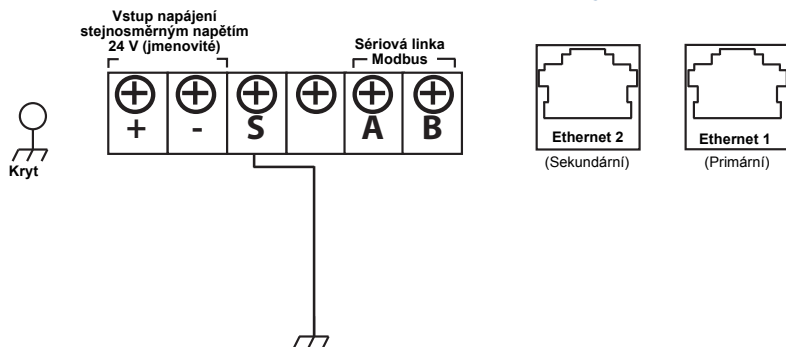 Vstup napájení
stejnosměrným napětím
24 V (jmenovité)
Sériová linka
Modbus
+ - S A B
Kryt
Ethernet 2
(Sekundární)
Ethernet 1
(Primární)